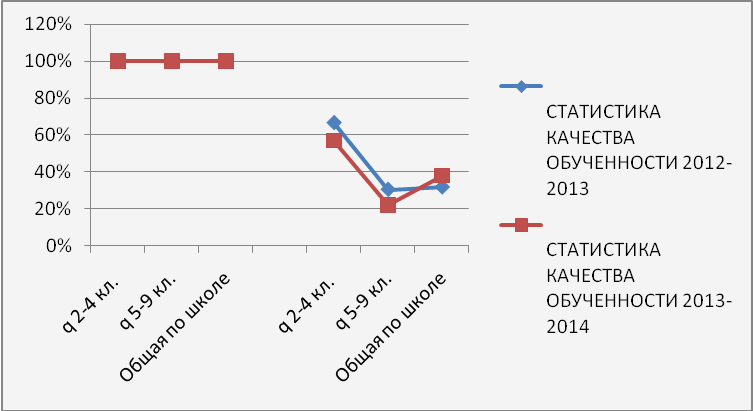 120%
100%
80%
60%
40%
20%
0%
q 2-4 кл.
q 5-9 кл.
Общая по школе
q 2-4 кл.
q 5-9 кл.
Общая по школе
СТАТИСТИКА
КАЧЕСТВА
ОБУЧЕННОСТИ 2012-
2013
СТАТИСТИКА
КАЧЕСТВА
ОБУЧЕННОСТИ 2013-
2014